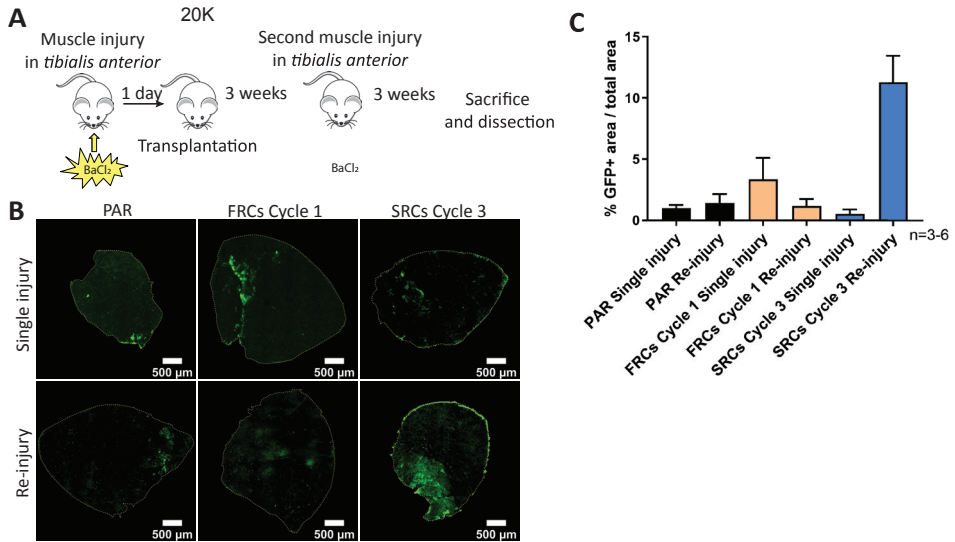 A
20K
Muscle injury
in tibialis anterior
1 day
3 weeks
Second muscle injury
in tibialis anterior
3 weeks
Sacrifice
and dissection
Transplantation
BaCl₂
BaCl₂
B
PAR
FRCs Cycle 1
SRCs Cycle 3
Single injury
500 µm
500 µm
500 µm
Re-injury
500 µm
500 µm
500 µm
C
% GFP+ area / total area
15
10
5
0
n=3-6
PAR Single injury
PAR Re-injury
FRCs Cycle 1 Single injury
FRCs Cycle 1 Re-injury
SRCs Cycle 3 Single injury
SRCs Cycle 3 Re-injury